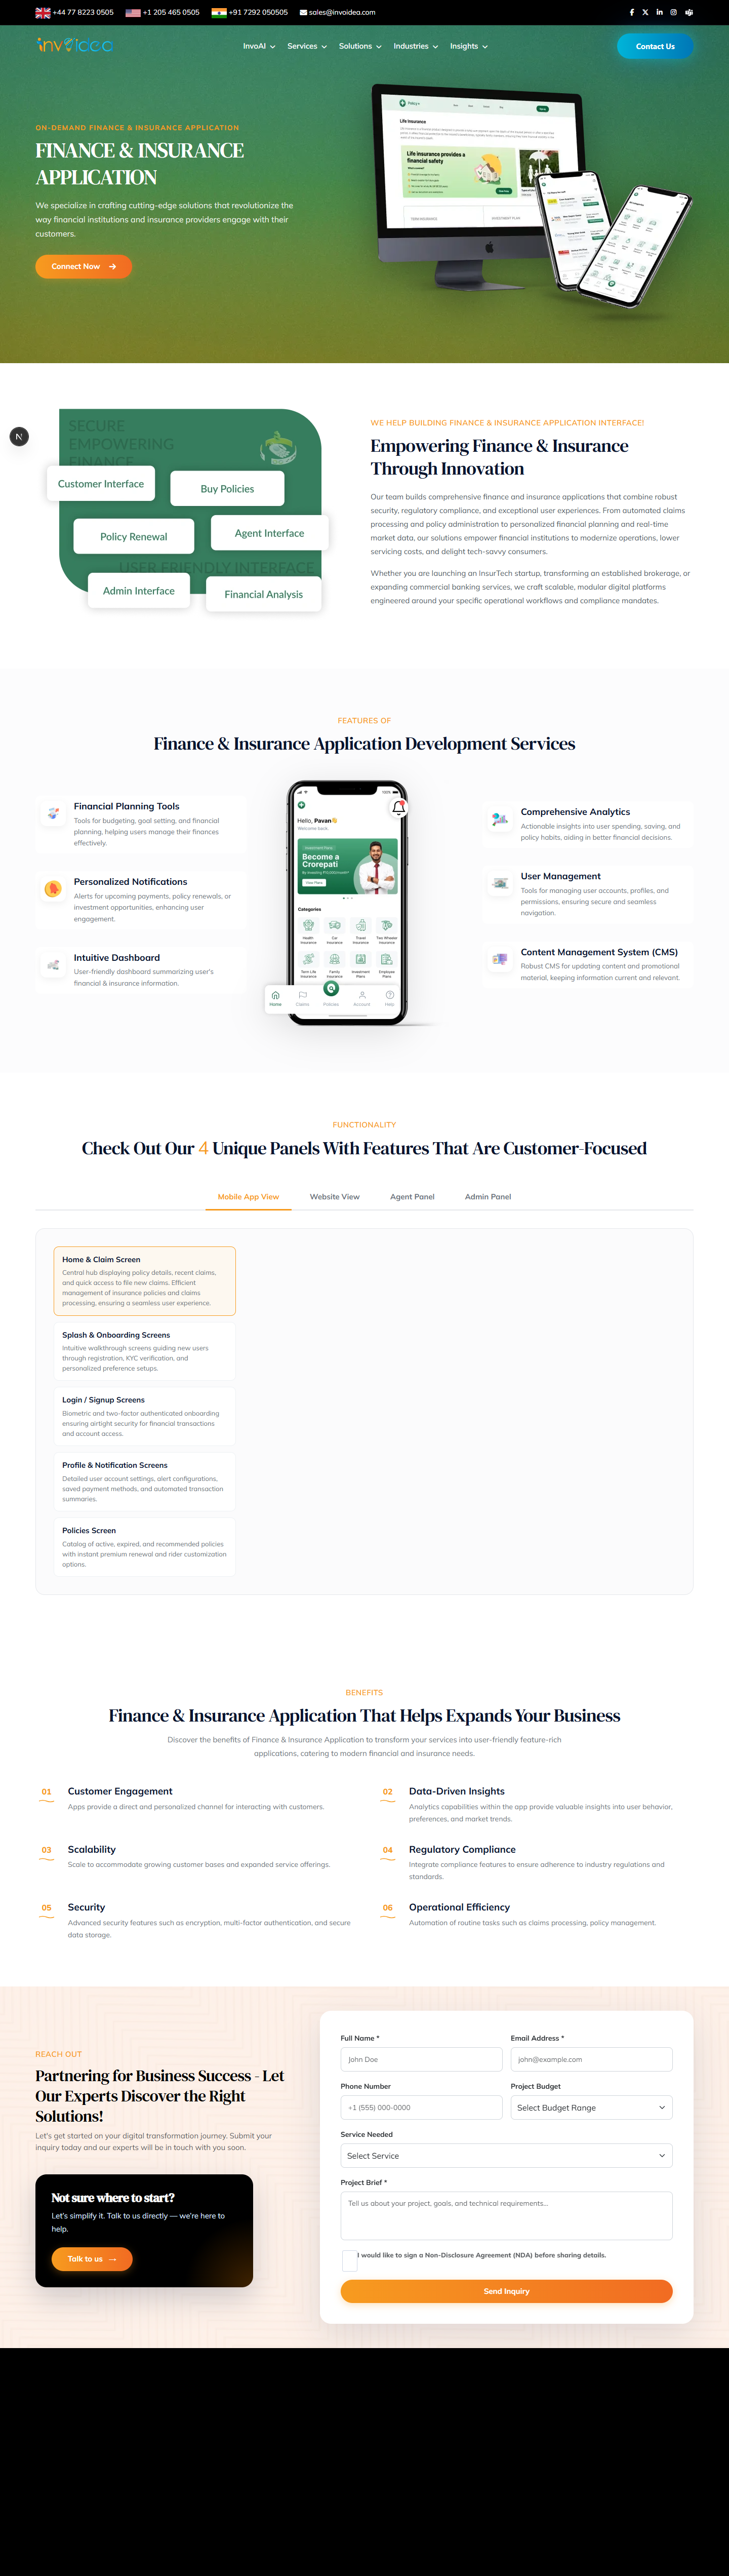 +44 77 8223 0505 +1 205 465 0505 +91 7292 050505 sales@invoidea.com
invoidea
InvoAI Services Solutions Industries Insights Contact Us
ON-DEMAND FINANCE & INSURANCE APPLICATION
FINANCE & INSURANCE
APPLICATION
We specialize in crafting cutting-edge solutions that revolutionize the
way financial institutions and insurance providers engage with their
customers.
Connect Now
Life Insurance
Life insurance provides a
financial safety
SECURE
EMPOWERING
FINANCE
Customer Interface
Buy Policies
Policy Renewal
Agent Interface
USER FRIENDLY INTERFACE
Admin Interface
Financial Analysis
WE HELP BUILDING FINANCE & INSURANCE APPLICATION INTERFACE!
Empowering Finance & Insurance
Through Innovation
Our team builds comprehensive finance and insurance applications that combine robust
security, regulatory compliance, and exceptional user experiences. From automated claims
processing and policy administration to personalized financial planning and real-time
market data, our solutions empower financial institutions to modernize operations, lower
servicing costs, and delight tech-savvy consumers.
Whether you are launching an InsurTech startup, transforming an established brokerage, or
expanding commercial banking services, we craft scalable, modular digital platforms
engineered around your specific operational workflows and compliance mandates.
N
FEATURES OF
Finance & Insurance Application Development Services
Financial Planning Tools
Tools for budgeting, goal setting, and financial
planning, helping users manage their finances
effectively.
Personalized Notifications
Alerts for upcoming payments, policy renewals, or
investment opportunities, enhancing user
engagement.
Intuitive Dashboard
User-friendly dashboard summarizing user's
financial & insurance information.
100%
Hello, Pavan
Welcome back.
Investment Plans
Become a
Crorepati
By investing ₹10,000/month*
View Plans
Categories
Health Insurance
Car Insurance
Travel Insurance
Two Wheeler Insurance
Term Life Insurance
Family Insurance
Investment Plans
Employee Plans
Home Claims Policies Account Help
Comprehensive Analytics
Actionable insights into user spending, saving, and
policy habits, aiding in better financial decisions.
User Management
Tools for managing user accounts, profiles, and
permissions, ensuring secure and seamless
navigation.
Content Management System (CMS)
Robust CMS for updating content and promotional
material, keeping information current and relevant.
FUNCTIONALITY
Check Out Our 4 Unique Panels With Features That Are Customer-Focused
Mobile App View Website View Agent Panel Admin Panel
Home & Claim Screen
Central hub displaying policy details, recent claims,
and quick access to file new claims. Efficient
management of insurance policies and claims
processing, ensuring a seamless user experience.
Splash & Onboarding Screens
Intuitive walkthrough screens guiding new users
through registration, KYC verification, and
personalized preference setups.
Login / Signup Screens
Biometric and two-factor authenticated onboarding
ensuring airtight security for financial transactions
and account access.
Profile & Notification Screens
Detailed user account settings, alert configurations,
saved payment methods, and automated transaction
summaries.
Policies Screen
Catalog of active, expired, and recommended policies
with instant premium renewal and rider customization
options.
BENEFITS
Finance & Insurance Application That Helps Expands Your Business
Discover the benefits of Finance & Insurance Application to transform your services into user-friendly feature-rich
applications, catering to modern financial and insurance needs.
01 Customer Engagement
Apps provide a direct and personalized channel for interacting with customers.
02 Data-Driven Insights
Analytics capabilities within the app provide valuable insights into user behavior,
preferences, and market trends.
03 Scalability
Scale to accommodate growing customer bases and expanded service offerings.
04 Regulatory Compliance
Integrate compliance features to ensure adherence to industry regulations and
standards.
05 Security
Advanced security features such as encryption, multi-factor authentication, and secure
data storage.
06 Operational Efficiency
Automation of routine tasks such as claims processing, policy management.
REACH OUT
Partnering for Business Success - Let
Our Experts Discover the Right
Solutions!
Let's get started on your digital transformation journey. Submit your
inquiry today and our experts will be in touch with you soon.
Not sure where to start?
Let's simplify it. Talk to us directly — we're here to
help.
Talk to us →
Full Name * Email Address *
John Doe john@example.com
Phone Number Project Budget
+1 (555) 000-0000 Select Budget Range
Service Needed
Select Service
Project Brief *
Tell us about your project, goals, and technical requirements...
I would like to sign a Non-Disclosure Agreement (NDA) before sharing details.
Send Inquiry